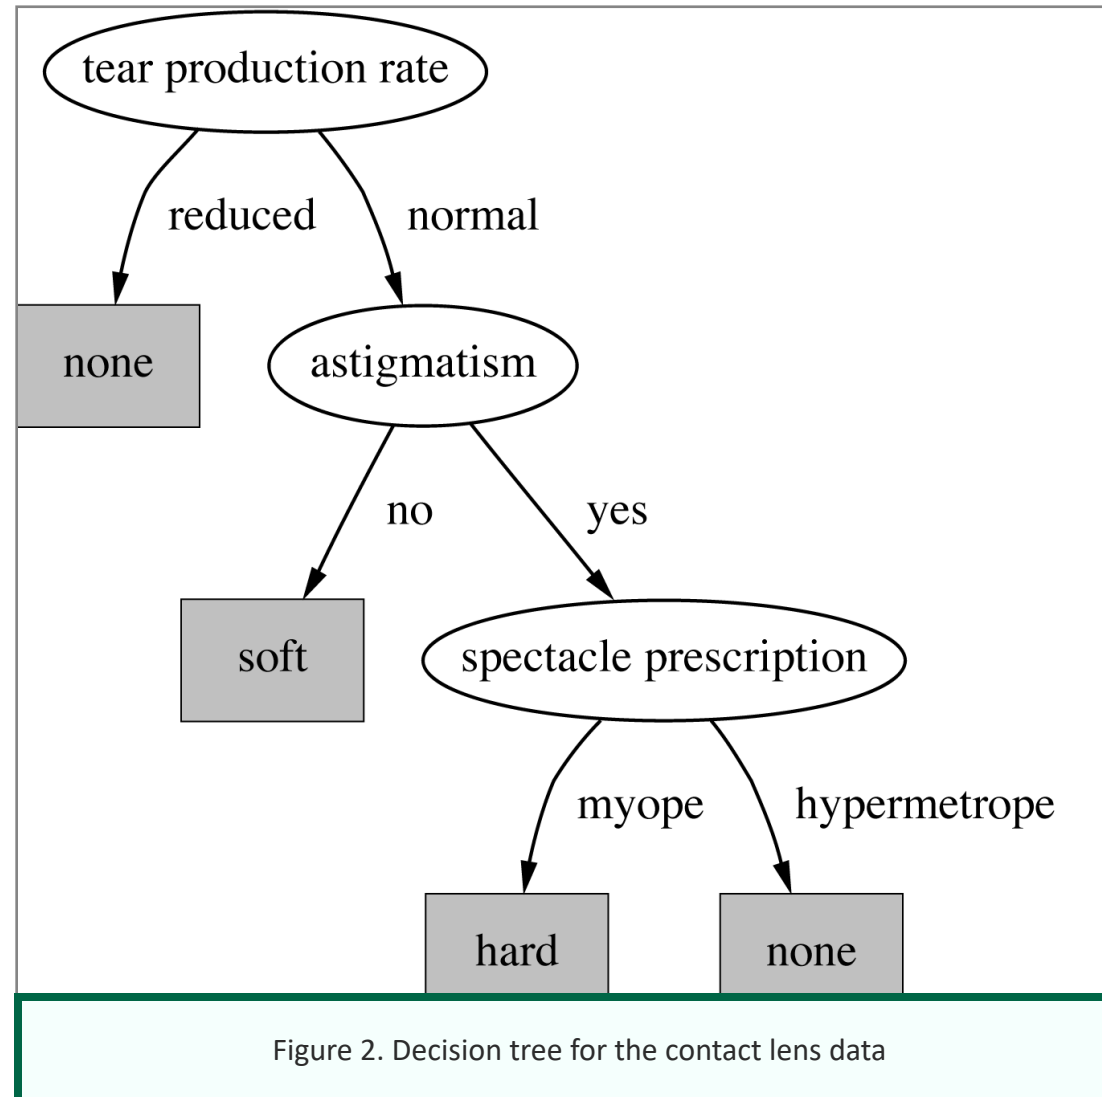 tear production rate
reduced
normal
none
astigmatism
no
yes
soft
spectacle prescription
myope
hypermetrope
hard
none
Figure 2. Decision tree for the contact lens data